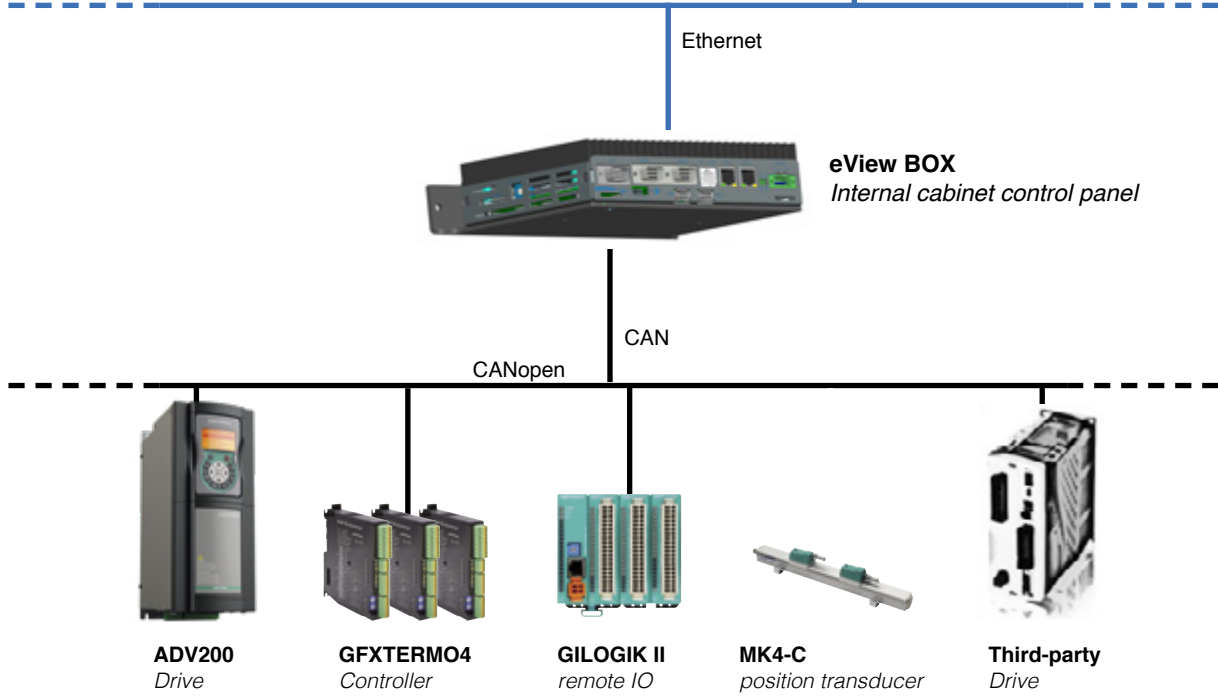 Ethernet
eView BOX
Internal cabinet control panel
CAN
CANopen
ADV200
Drive
GFXTERMO4
Controller
GILOGIK II
remote IO
MK4-C
position transducer
Third-party
Drive